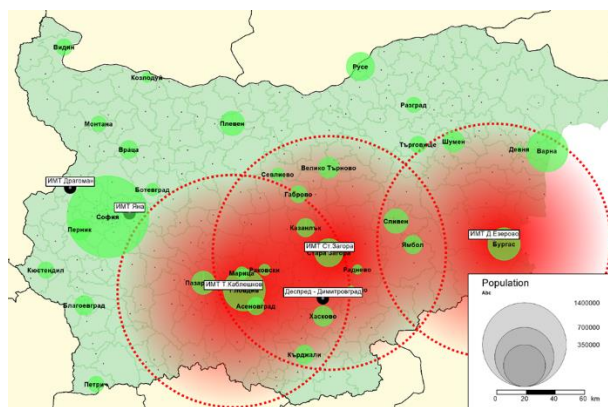 Видин
Козлодуй
Русе
Монтана
Плевен
Разград
Враца
Търговище
Шумен
Девня
Варна
Велико Търново
Севлиево
Габрово
ИМТ Драгоман
Ботевград
ИМТ Яна
София
Перник
Казанлък
Сливен
Ямбол
ИМТ Д.Езерово
Бургас
ИМТ Ст.Загора
Стара Загора
Кюстендил
Марица
Раковски
Раднево
ИМТ Т.Каблешков
Пловдив
Деспред - Димитровград
Благоевград
Асеновград
Хасково
Кърджали
Петрич
Population
Abs
1400000
700000
350000
0 20 40 60
km